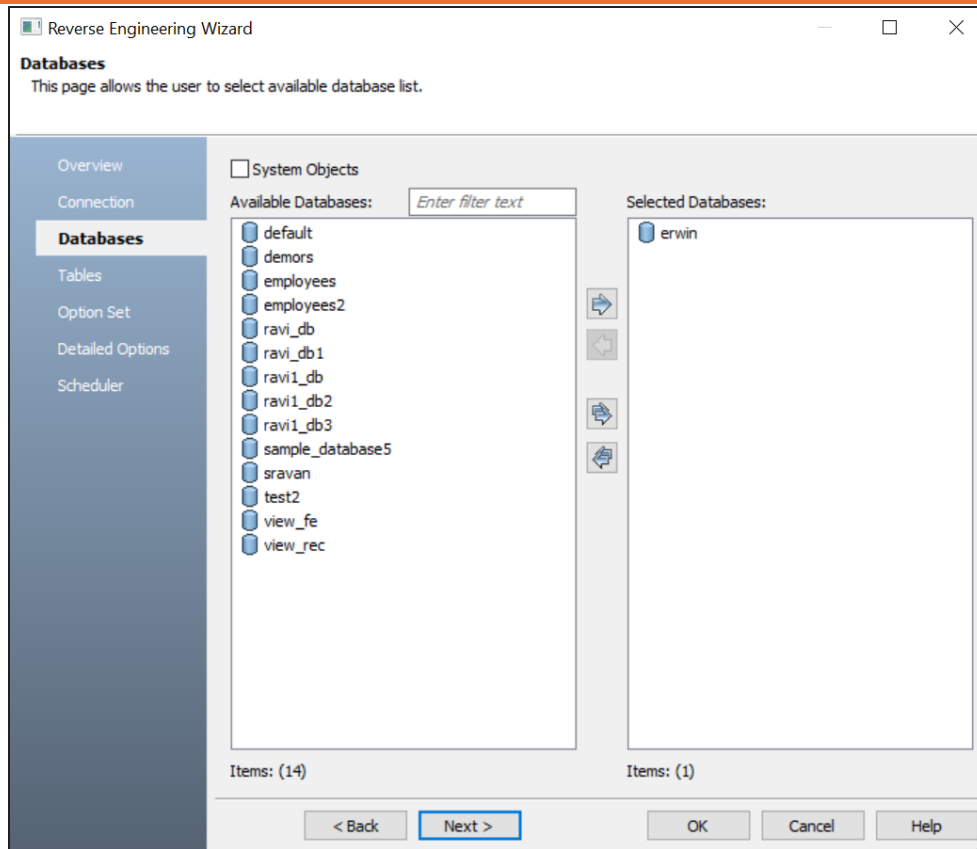 Reverse Engineering Wizard
Databases
This page allows the user to select available database list.
Overview
Connection
Databases
Tables
Option Set
Detailed Options
Scheduler
System Objects
Available Databases:
Enter filter text
default
demors
employees
employees2
ravi_db
ravi_db1
ravi1_db
ravi1_db2
ravi1_db3
sample_database5
sravan
test2
view_fe
view_rec
Items: (14)
Selected Databases:
erwin
Items: (1)
< Back
Next >
OK
Cancel
Help